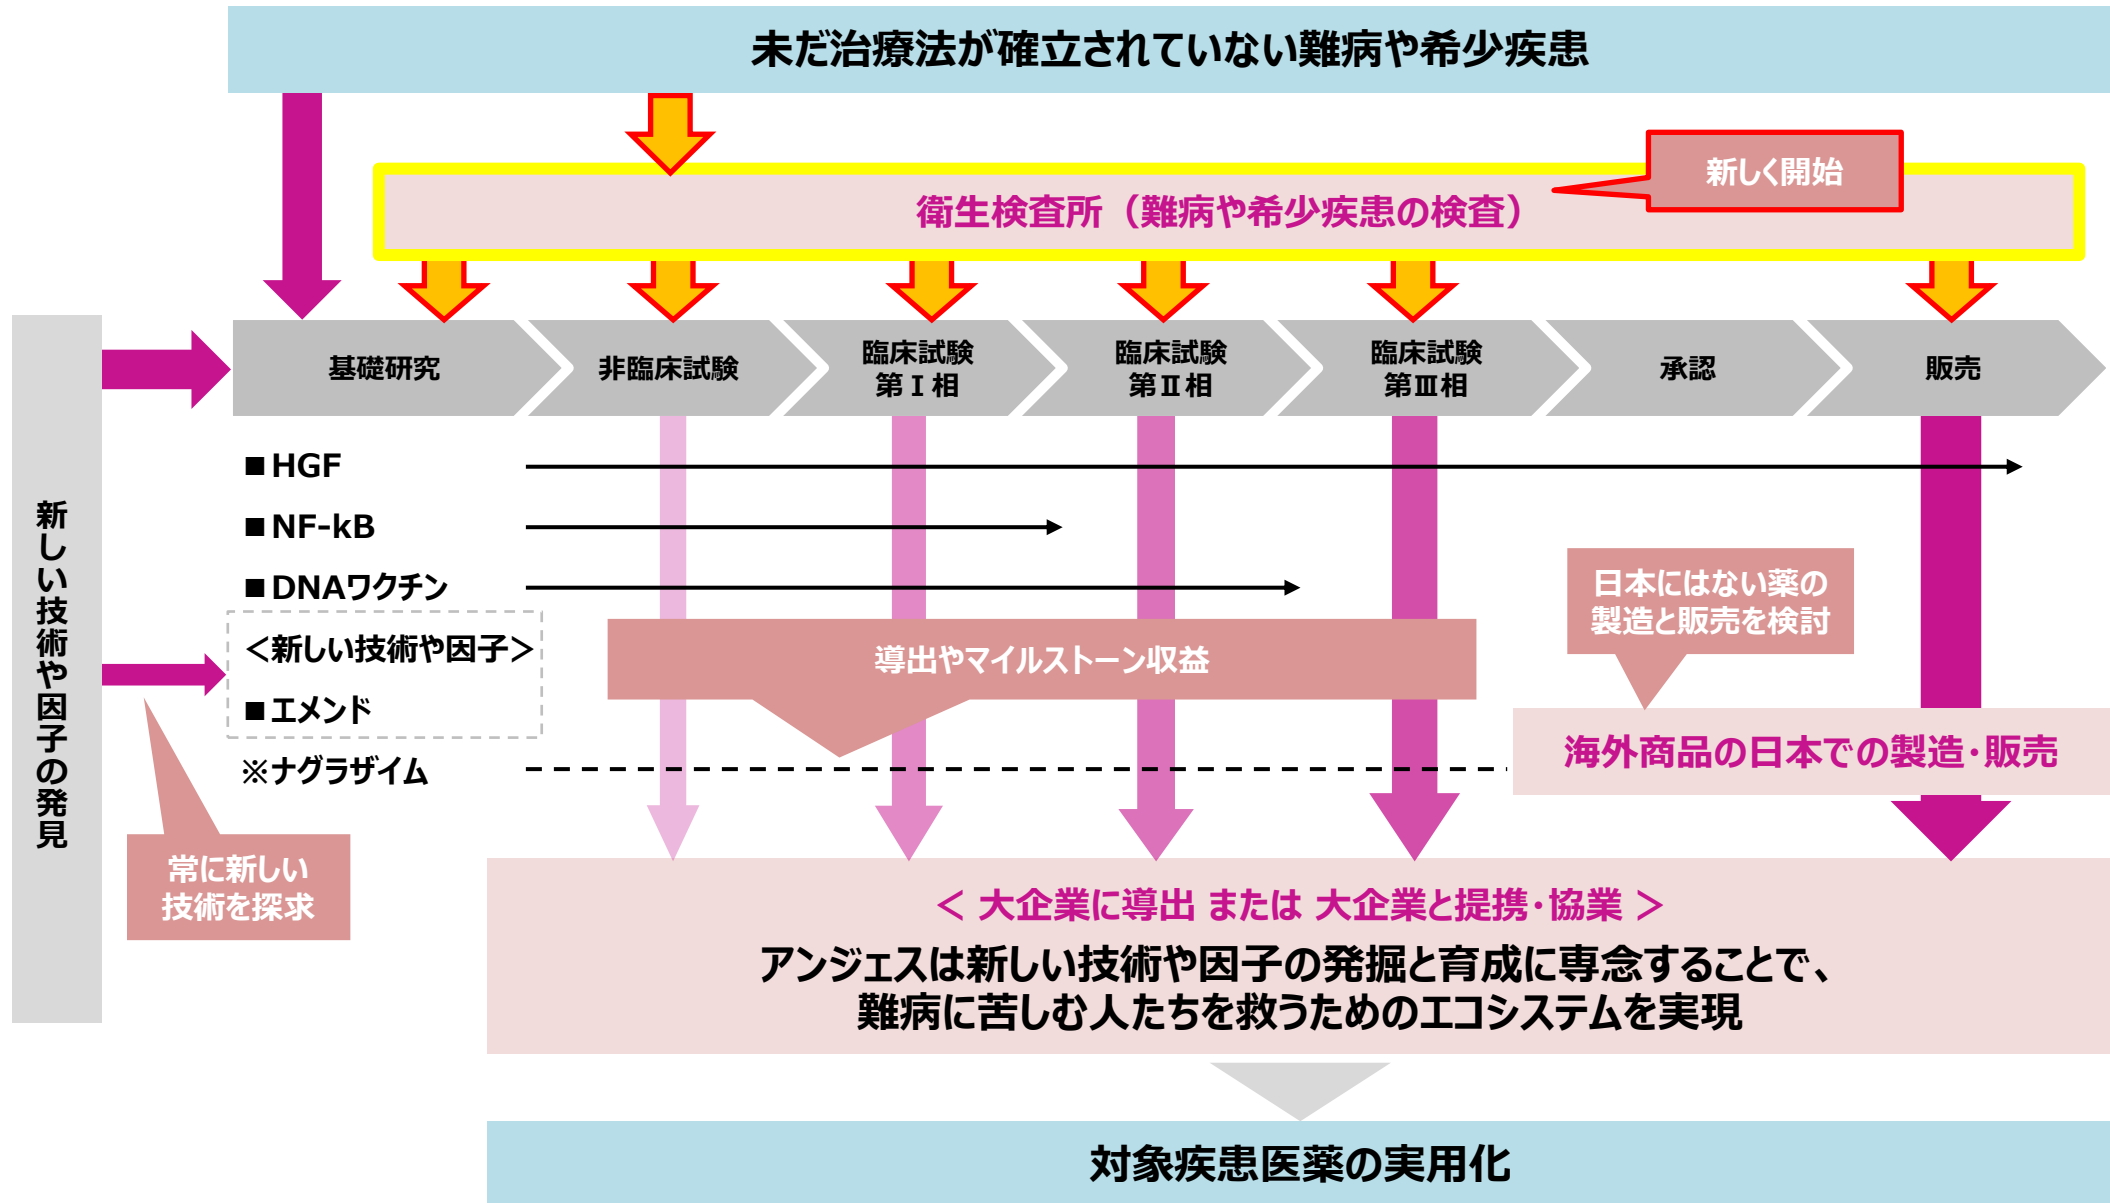 未だ治療法が確立されていない難病や希少疾患
新しく開始
衛生検査所（難病や希少疾患の検査）
基礎研究
非臨床試験
臨床試験
第Ⅰ相
臨床試験
第Ⅱ相
臨床試験
第Ⅲ相
承認
販売
新しい技術や因子の発見
■HGF
■NF-kB
■DNAワクチン
＜新しい技術や因子＞
■エメンド
※ナグラザイム
導出やマイルストーン収益
日本にはない薬の
製造と販売を検討
海外商品の日本での製造・販売
常に新しい
技術を探求
＜ 大企業に導出 または 大企業と提携・協業 ＞
アンジェスは新しい技術や因子の発掘と育成に専念することで、
難病に苦しむ人たちを救うためのエコシステムを実現
対象疾患医薬の実用化